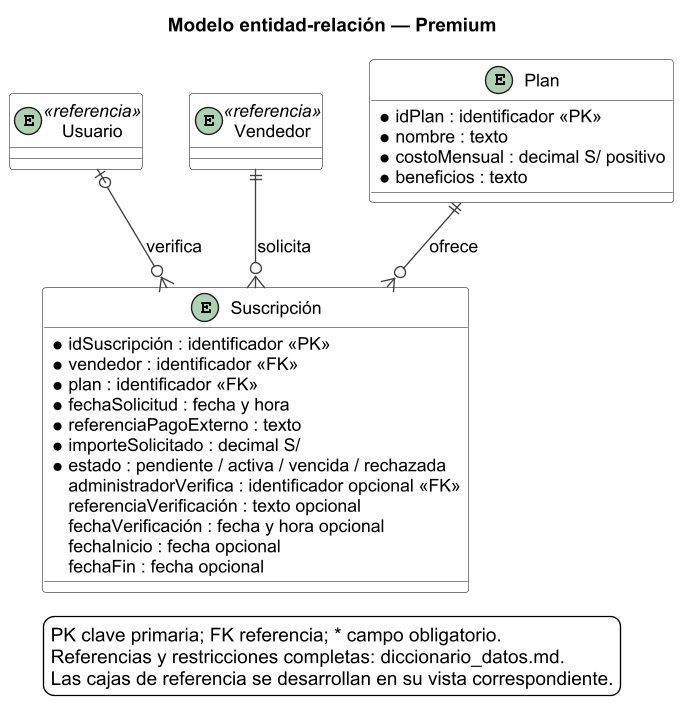 Modelo entidad-relación — Premium
E «referencia»
Usuario
E «referencia»
Vendedor
E Plan
idPlan : identificador «PK»
nombre : texto
costoMensual : decimal S/ positivo
beneficios : texto
verifica
solicita
ofrece
E Suscripción
idSuscripción : identificador «PK»
vendedor : identificador «FK»
plan : identificador «FK»
fechaSolicitud : fecha y hora
referenciaPagoExterno : texto
importeSolicitado : decimal S/
estado : pendiente / activa / vencida / rechazada
administradorVerifica : identificador opcional «FK»
referenciaVerificación : texto opcional
fechaVerificación : fecha y hora opcional
fechaInicio : fecha opcional
fechaFin : fecha opcional
PK clave primaria; FK referencia; * campo obligatorio.
Referencias y restricciones completas: diccionario_datos.md.
Las cajas de referencia se desarrollan en su vista correspondiente.